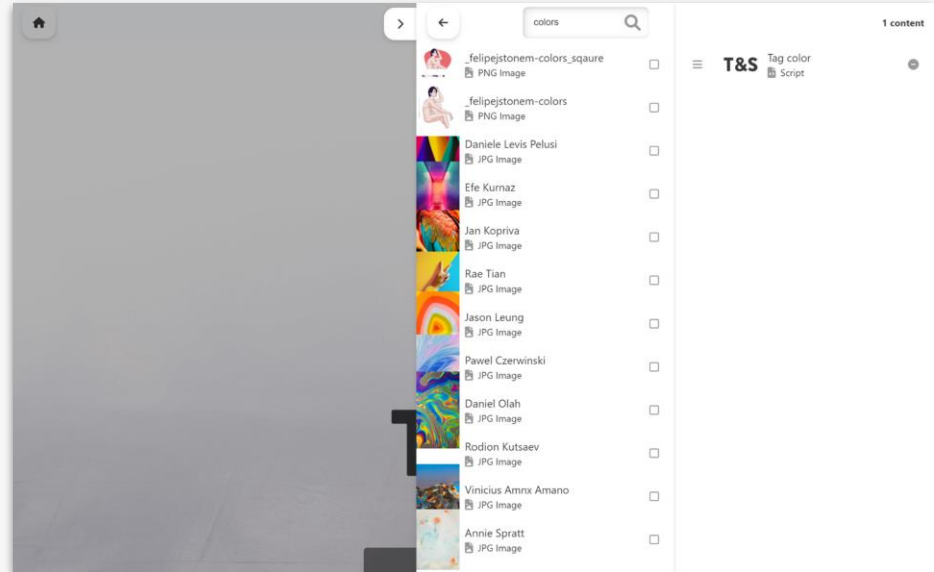 colors
_felipejstonem-colors_sqaure
PNG Image
_felipejstonem-colors
PNG Image
Daniele Levis Pelusi
JPG Image
Efe Kurnaz
JPG Image
Jan Kopriva
JPG Image
Rae Tian
JPG Image
Jason Leung
JPG Image
Pawel Czerwinski
JPG Image
Daniel Olah
JPG Image
Rodion Kutsaev
JPG Image
Vinicius Amnx Amano
JPG Image
Annie Spratt
JPG Image
1 content
T&S
Tag color
Script
T